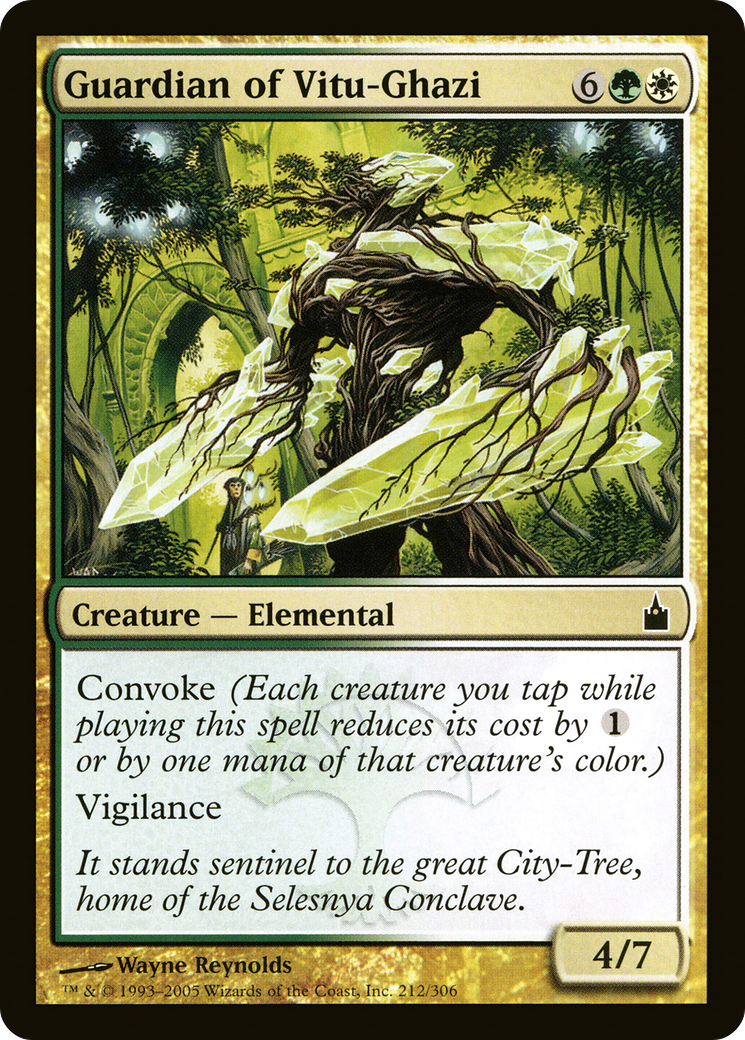 Guardian of Vitu-Ghazi 6
WAR
Creature — Elemental
Convoke (Each creature you tap while
playing this spell reduces its cost by 1
or by one mana of that creature's color.)
Vigilance
It stands sentinel to the great City-Tree,
home of the Selesnya Conclave.
4/7
Wayne Reynolds
™ & © 1993–2005 Wizards of the Coast, Inc. 212/306